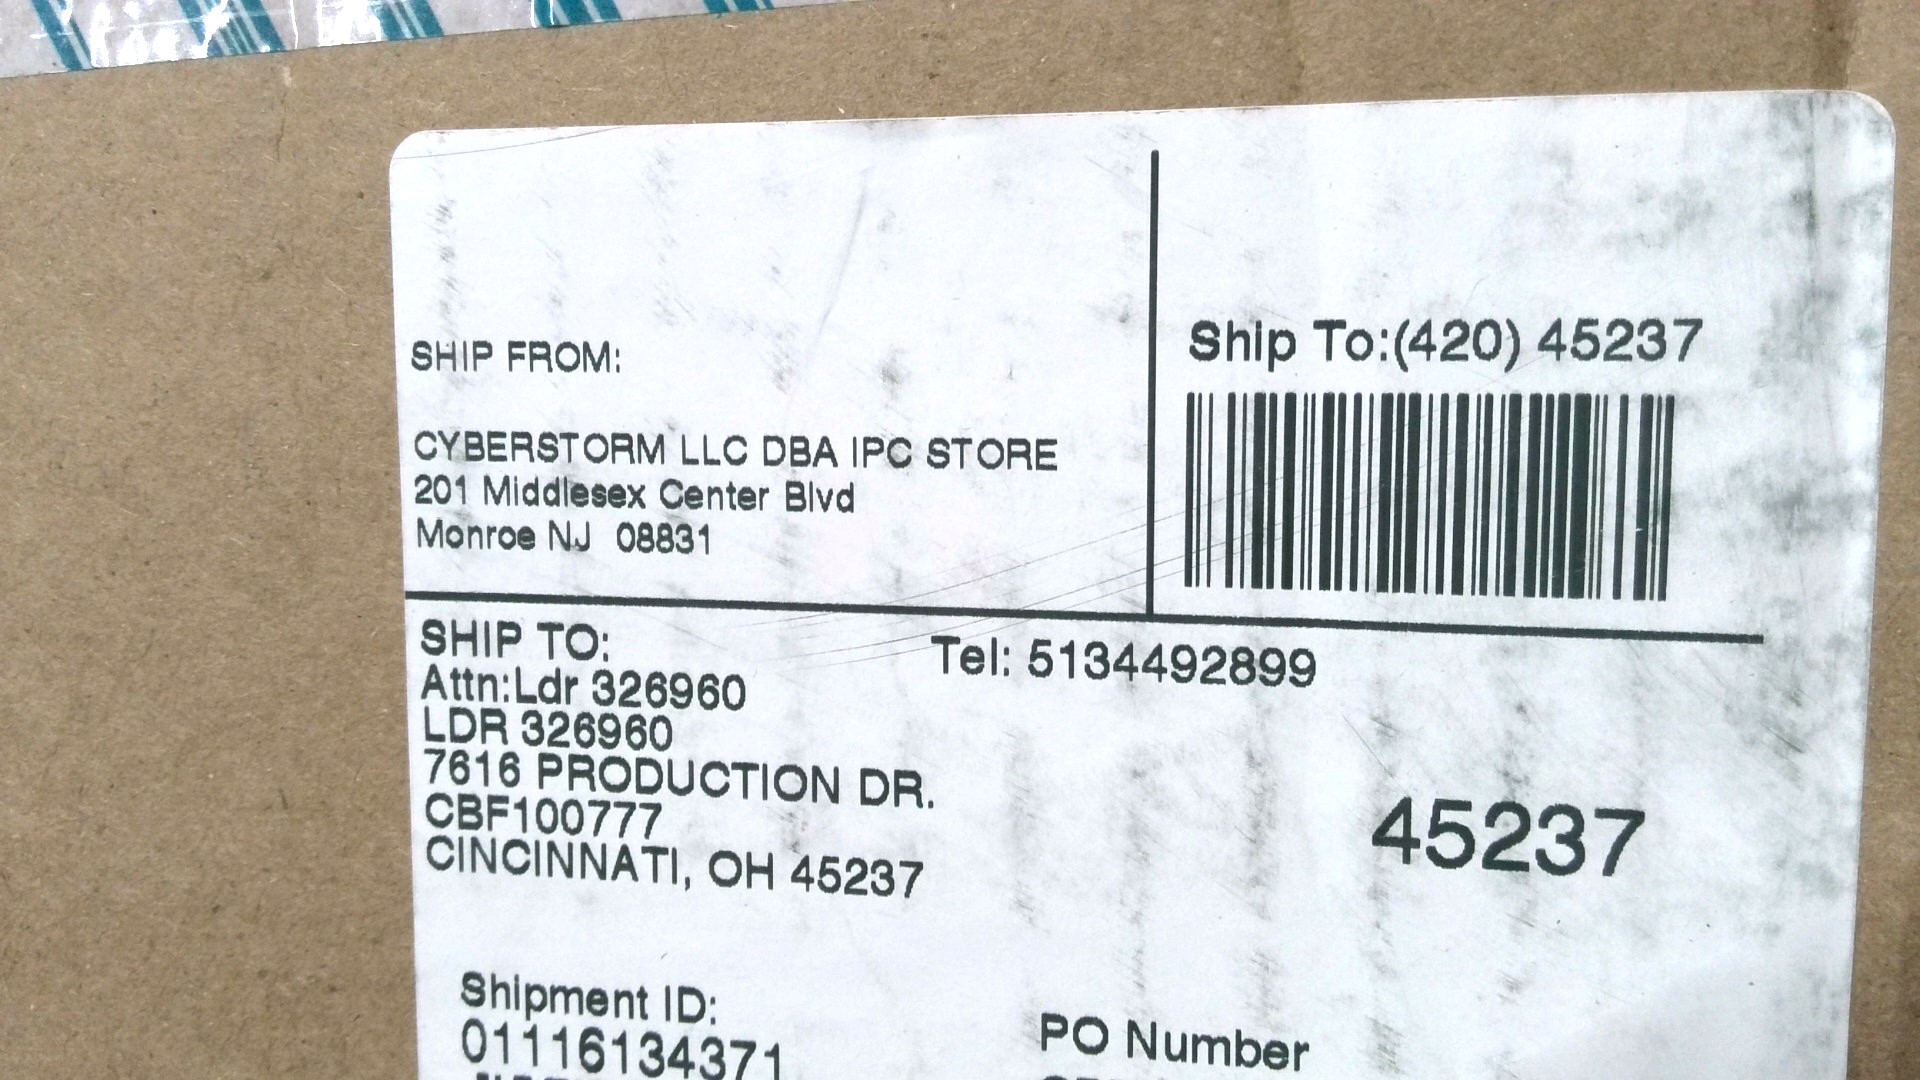 SHIP FROM:
CYBERSTORM LLC DBA IPC STORE
201 Middlesex Center Blvd
Monroe NJ 08831
Ship To:(420) 45237
SHIP TO:
Attn:Ldr 326960
LDR 326960
7616 PRODUCTION DR.
CBF100777
CINCINNATI, OH 45237
Tel: 5134492899
45237
Shipment ID:
01116134371
PO Number